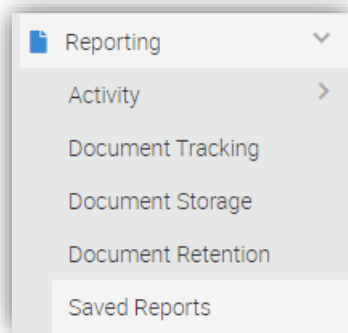 Reporting
Activity
Document Tracking
Document Storage
Document Retention
Saved Reports